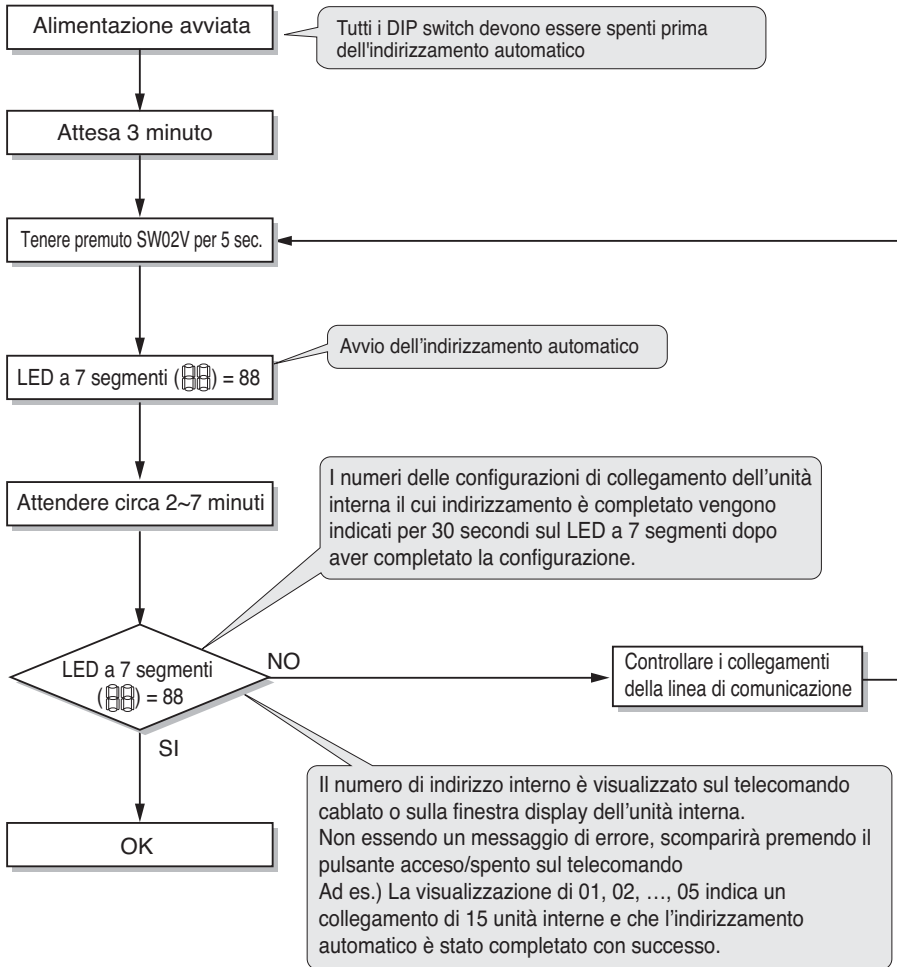 Alimentazione avviata
Tutti i DIP switch devono essere spenti prima
dell'indirizzamento automatico
Attesa 3 minuto
Tenere premuto SW02V per 5 sec.
Avvio dell'indirizzamento automatico
LED a 7 segmenti (88) = 88
I numeri delle configurazioni di collegamento dell'unità
interna il cui indirizzamento è completato vengono
indicati per 30 secondi sul LED a 7 segmenti dopo
aver completato la configurazione.
Attendere circa 2~7 minuti
LED a 7 segmenti
(88) = 88
NO
Controllare i collegamenti
della linea di comunicazione
SI
Il numero di indirizzo interno è visualizzato sul telecomando
cablato o sulla finestra display dell'unità interna.
Non essendo un messaggio di errore, scomparirà premendo il
pulsante acceso/spento sul telecomando
Ad es.) La visualizzazione di 01, 02, …, 05 indica un
collegamento di 15 unità interne e che l'indirizzamento
automatico è stato completato con successo.
OK